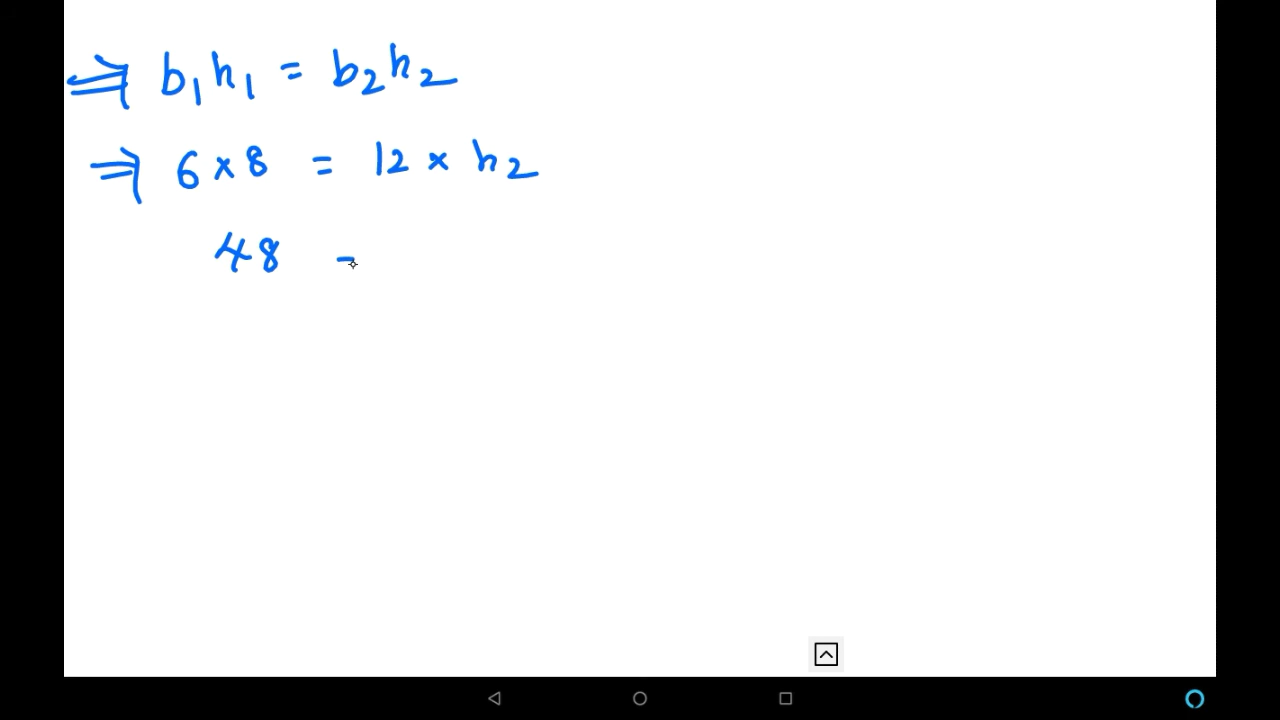 ⇒ b₁h₁ = b₂h₂
⇒ 6 × 8 = 12 × h₂
48 -